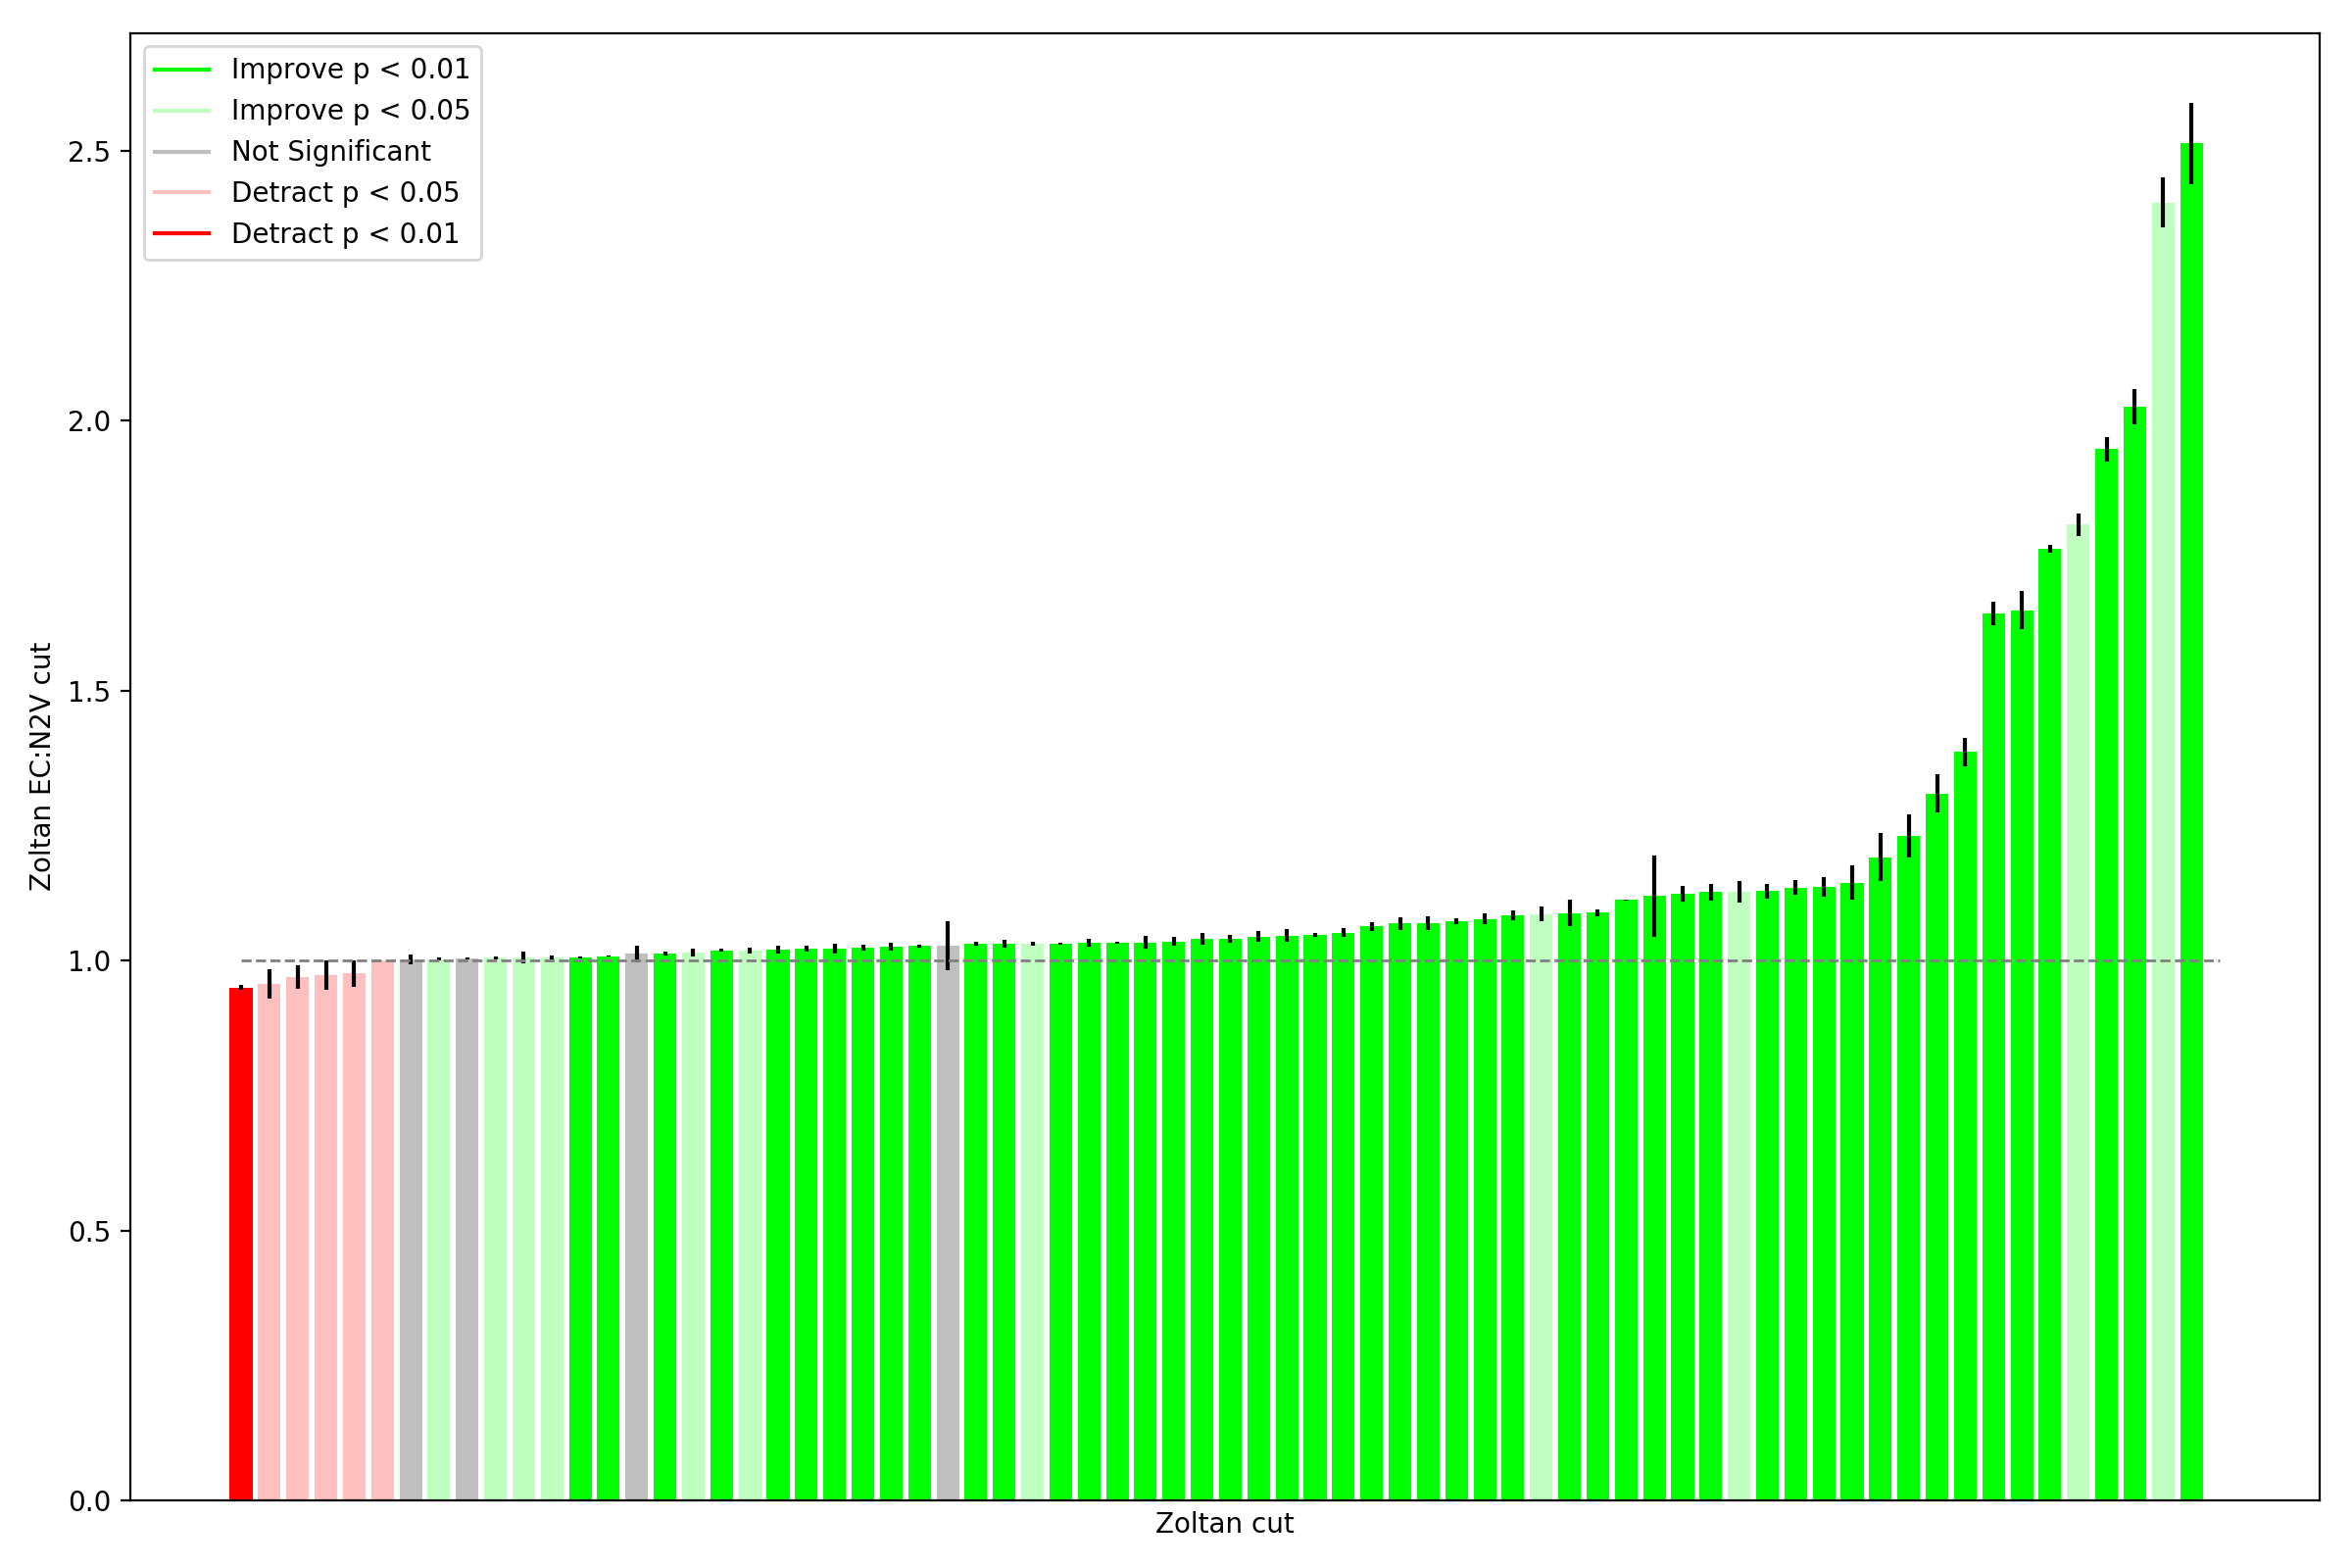 Improve p < 0.01
Improve p < 0.05
Not Significant
Detract p < 0.05
Detract p < 0.01
2.5
2.0
1.5
1.0
0.5
0.0
Zoltan EC:N2V cut
Zoltan cut